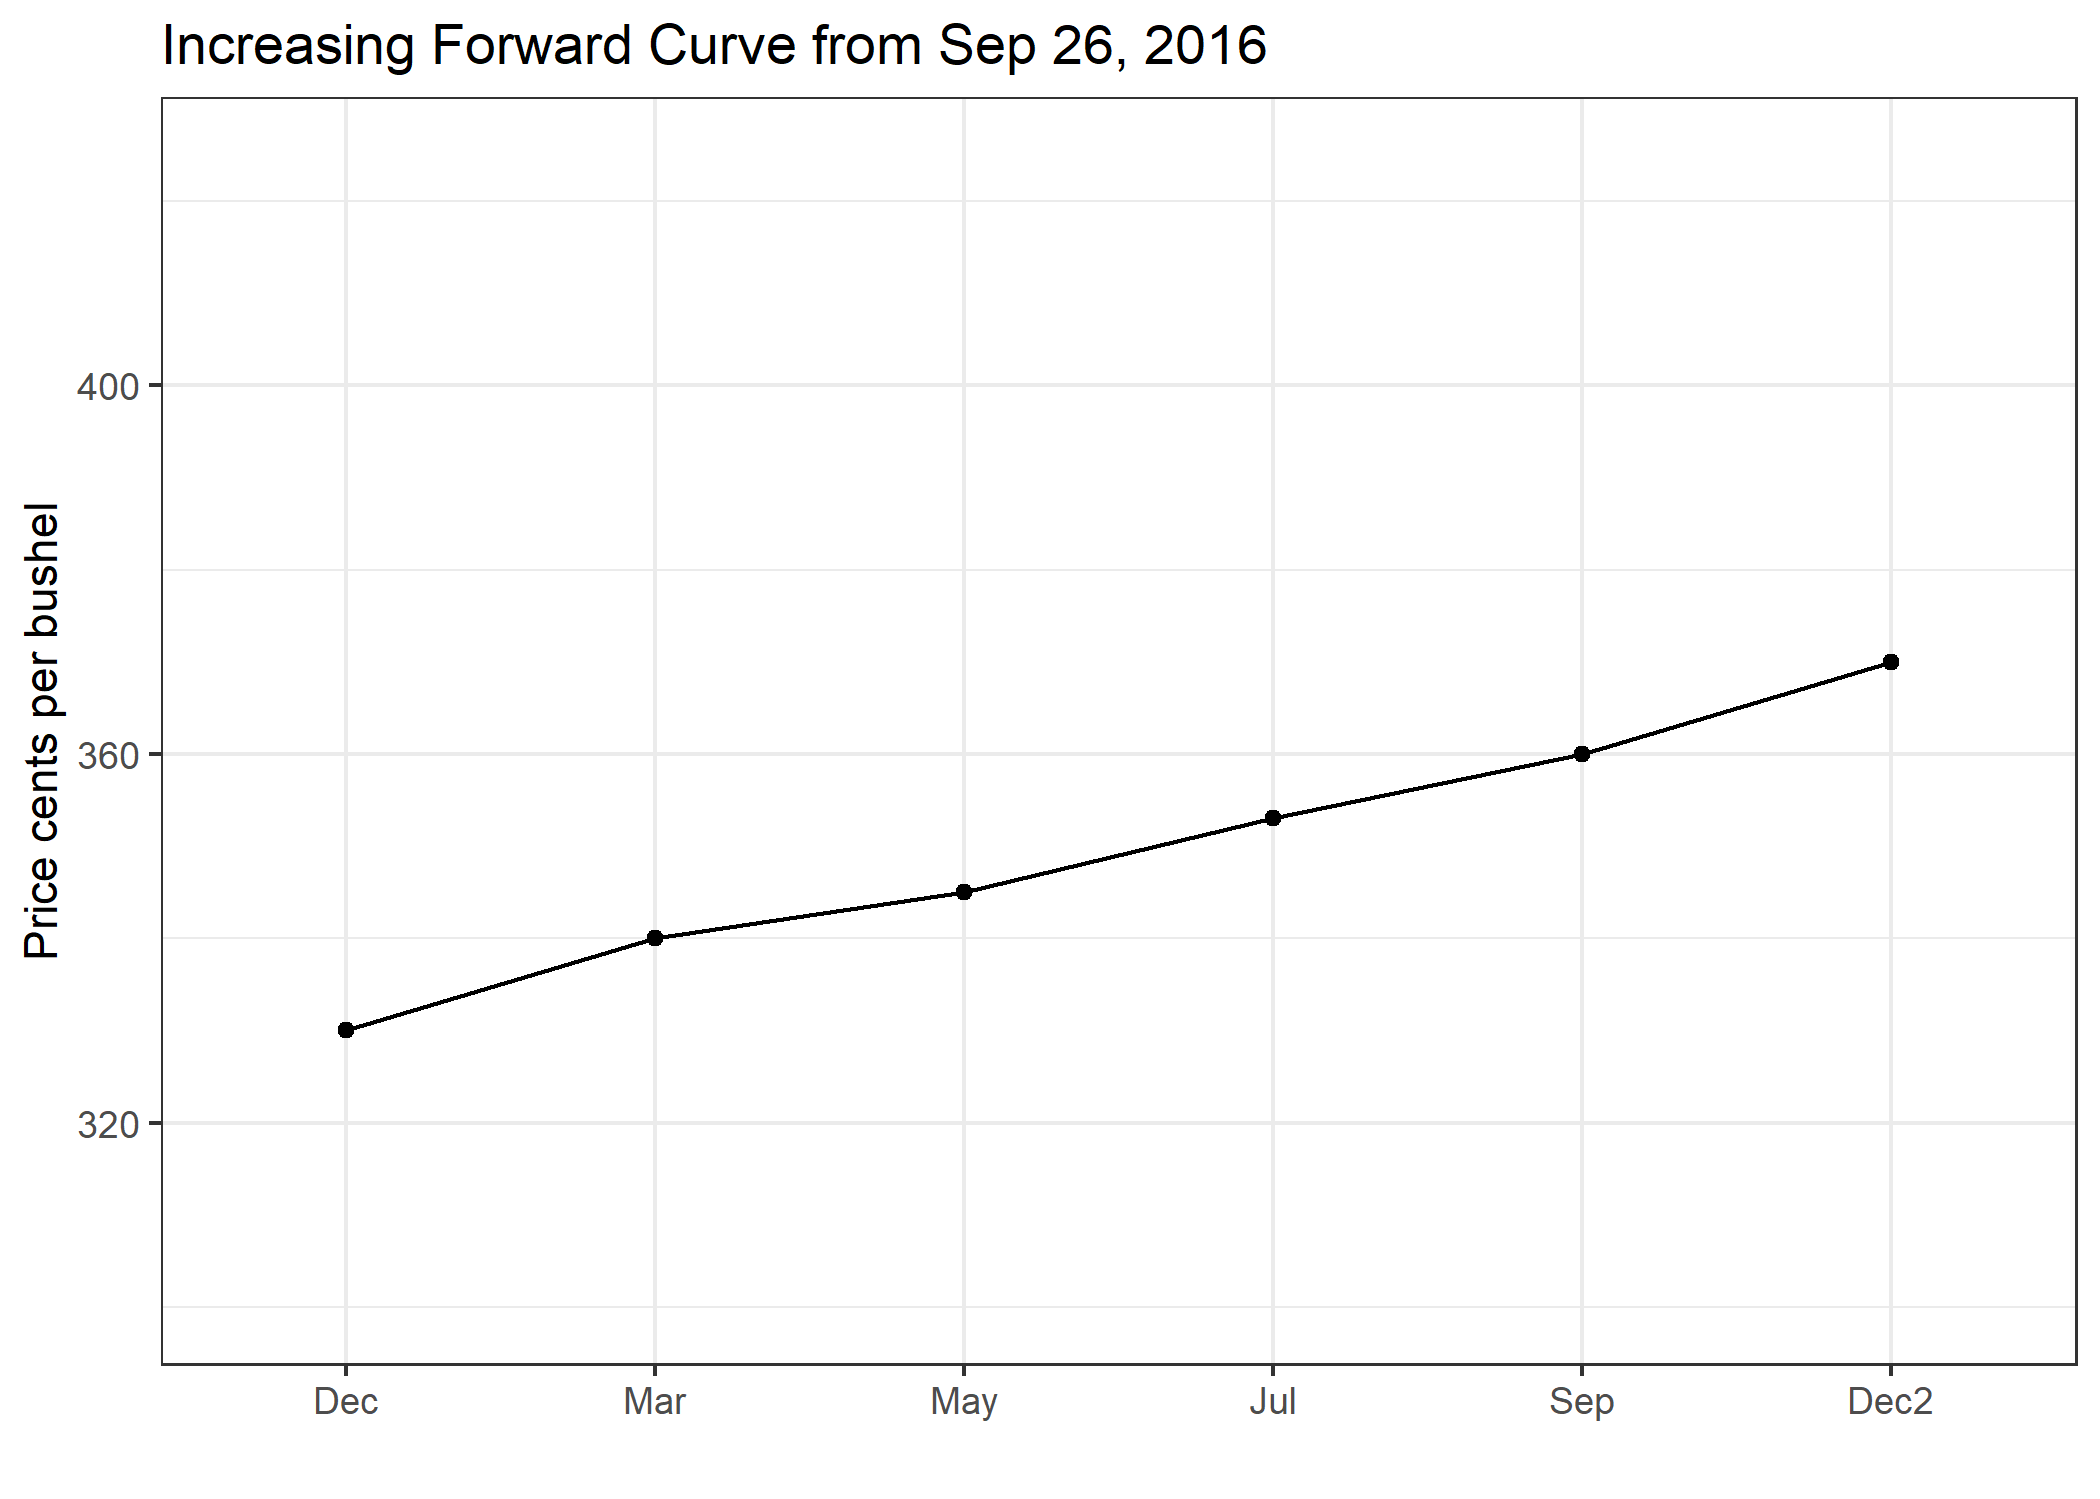 Increasing Forward Curve from Sep 26, 2016
Price cents per bushel
400
360
320
Dec Mar May Jul Sep Dec2